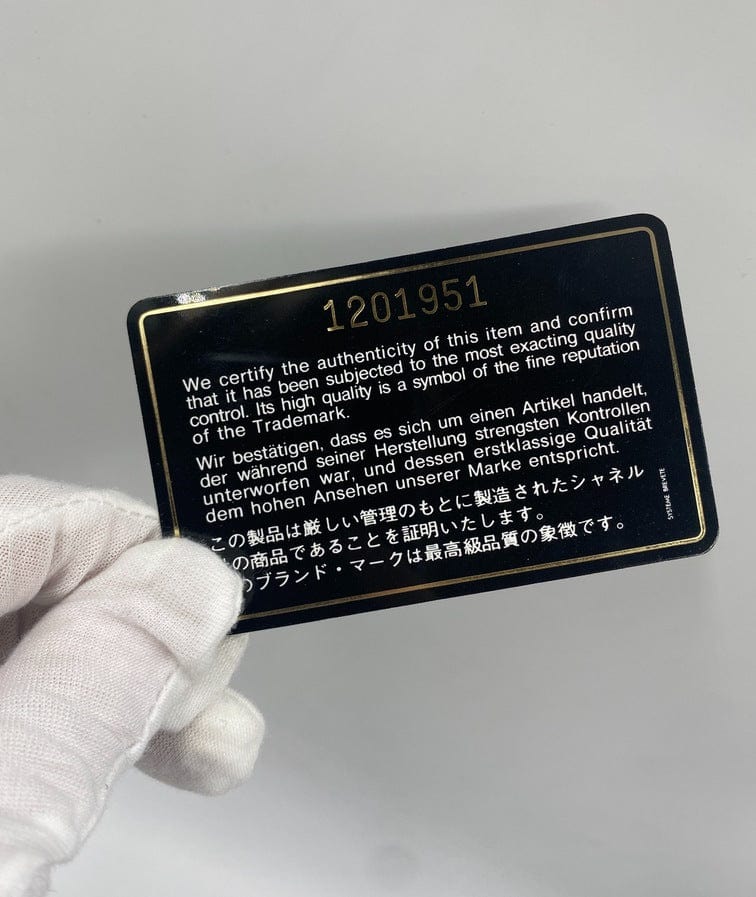 1201951
We certify the authenticity of this item and confirm
that it has been subjected to the most exacting quality
control. Its high quality is a symbol of the fine reputation
of the Trademark.
Wir bestätigen, dass es sich um einen Artikel handelt,
der während seiner Herstellung strengsten Kontrollen
unterworfen war, und dessen erstklassige Qualität
dem hohen Ansehen unserer Marke entspricht.
この製品は厳しい管理のもとに製造されたシャネル
の商品であることを証明いたします。
ブランド・マークは最高級品質の象徴です。
SYSTEME BREVETE